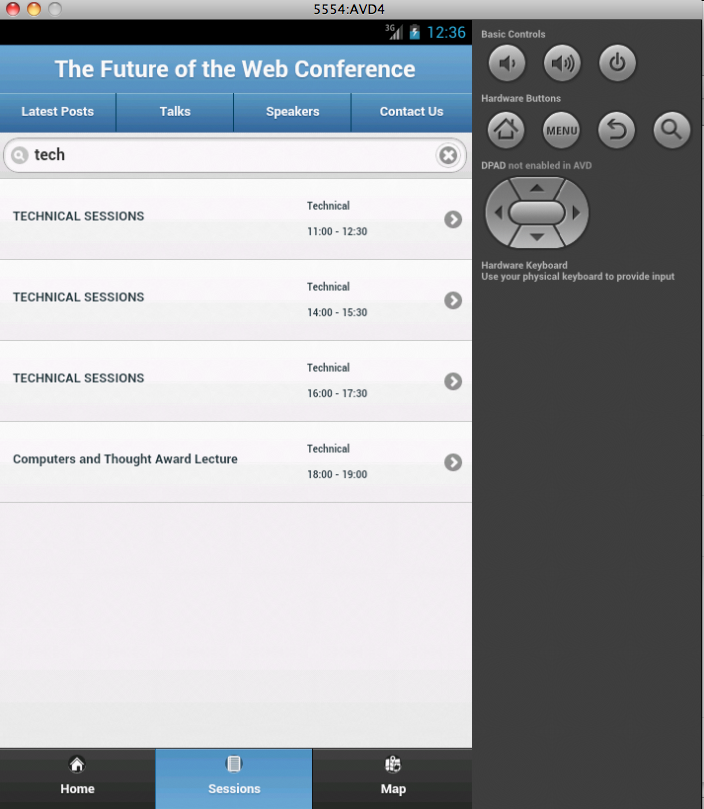 5554:AVD4
3G 12:36
The Future of the Web Conference
Latest Posts Talks Speakers Contact Us
tech
TECHNICAL SESSIONS
Technical
11:00 - 12:30
TECHNICAL SESSIONS
Technical
14:00 - 15:30
TECHNICAL SESSIONS
Technical
16:00 - 17:30
Computers and Thought Award Lecture
Technical
18:00 - 19:00
Home Sessions Map
Basic Controls
Hardware Buttons
MENU
DPAD not enabled in AVD
Hardware Keyboard
Use your physical keyboard to provide input